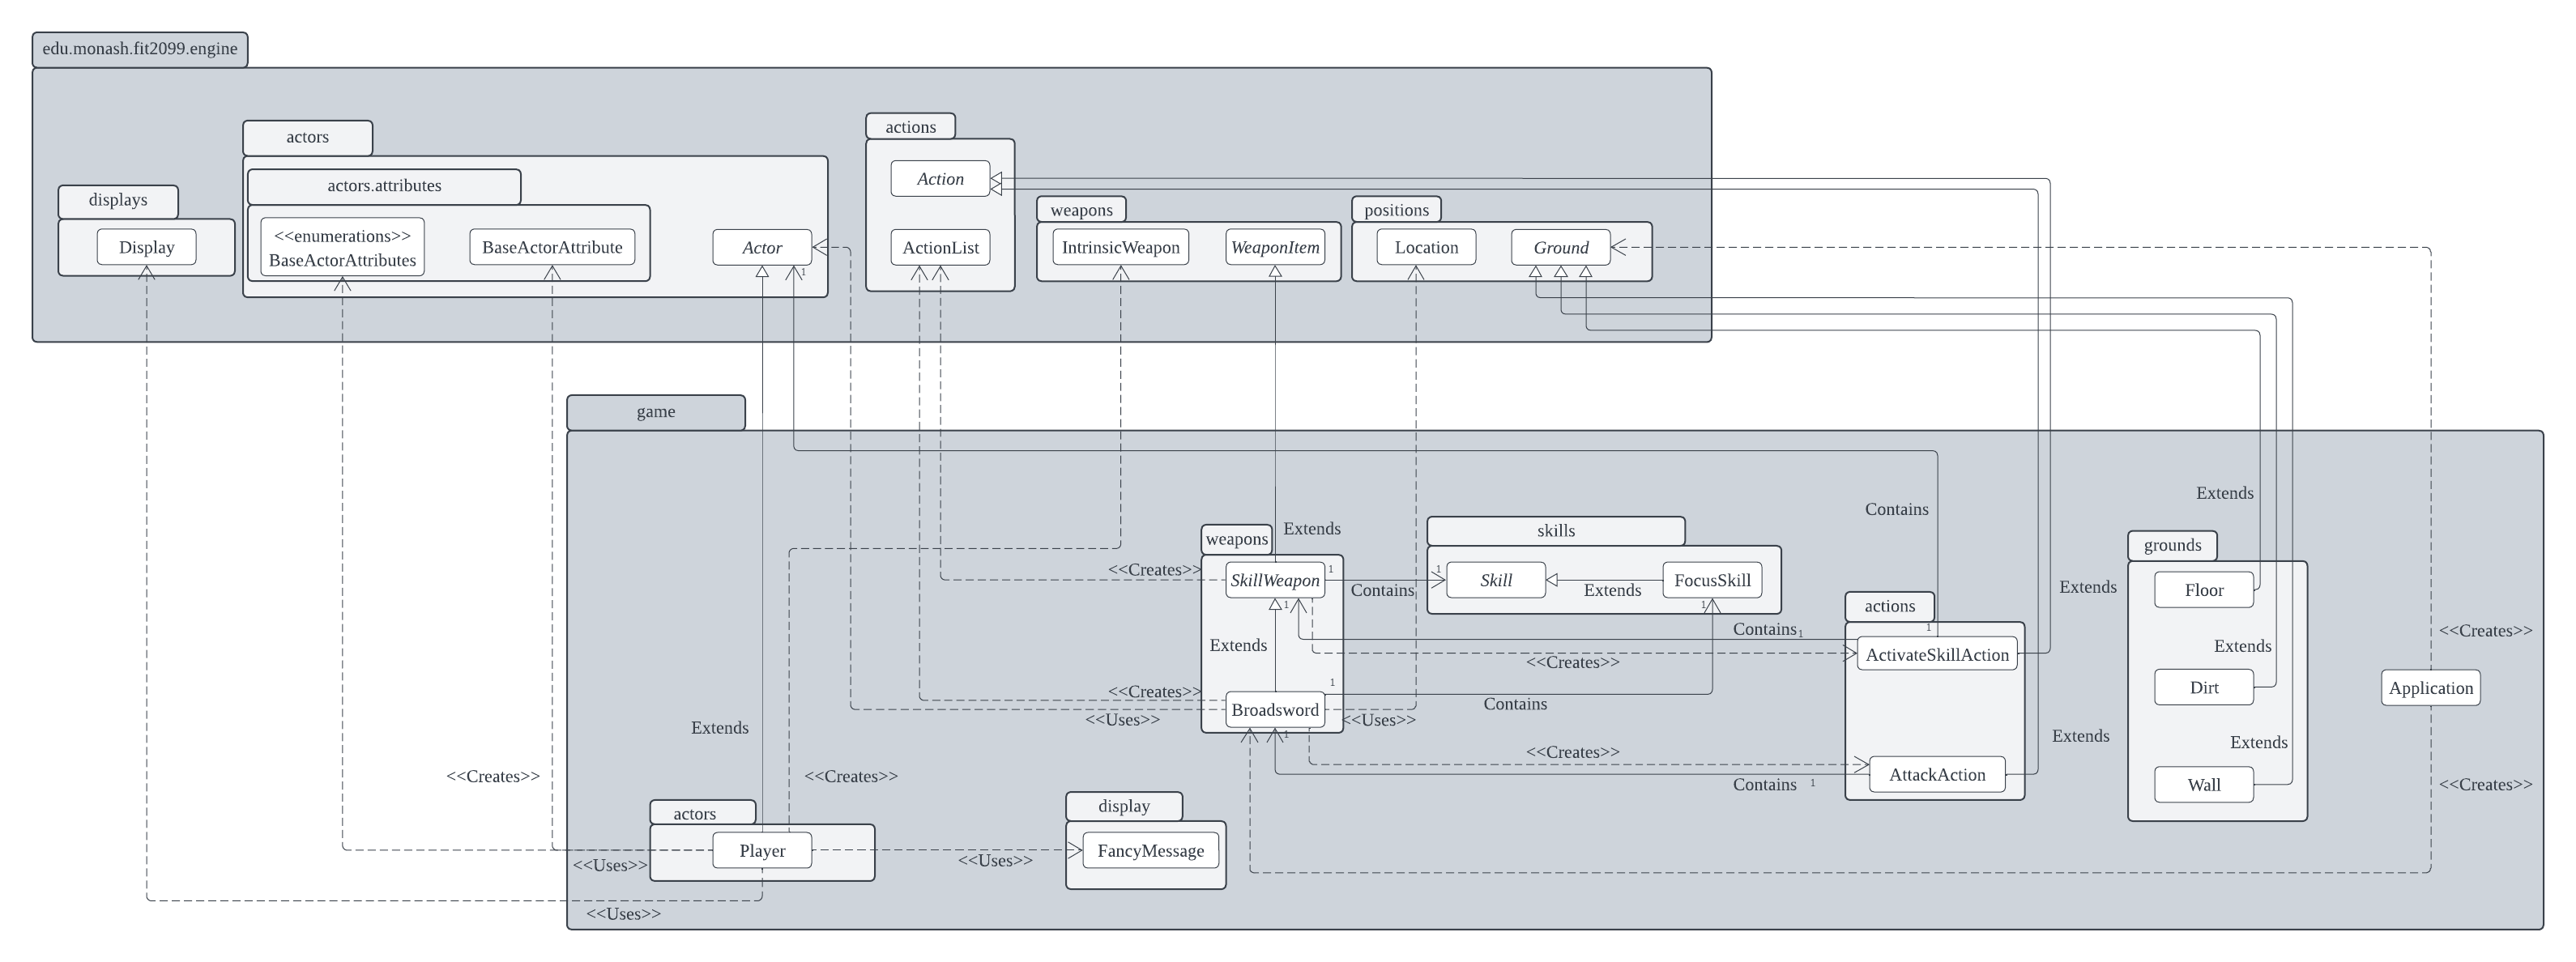 edu.monash.fit2099.engine
actions
actors
Action
actors.attributes
displays
weapons
positions
<<enumerations>>
BaseActorAttributes
Display
BaseActorAttribute
Actor
ActionList
IntrinsicWeapon
WeaponItem
Location
Ground
1
game
Extends
Contains
Extends
skills
weapons
grounds
<<Creates>>
SkillWeapon
1
1
Skill
FocusSkill
Contains
Extends
Extends
Floor
1
1
actions
Contains
1
1
<<Creates>>
Extends
Extends
ActivateSkillAction
<<Creates>>
1
Dirt
Application
<<Creates>>
Contains
Broadsword
<<Uses>>
<<Uses>>
Extends
1
Extends
Extends
<<Creates>>
<<Creates>>
<<Creates>>
AttackAction
Contains
1
Wall
<<Creates>>
display
actors
Player
FancyMessage
<<Uses>>
<<Uses>>
<<Uses>>